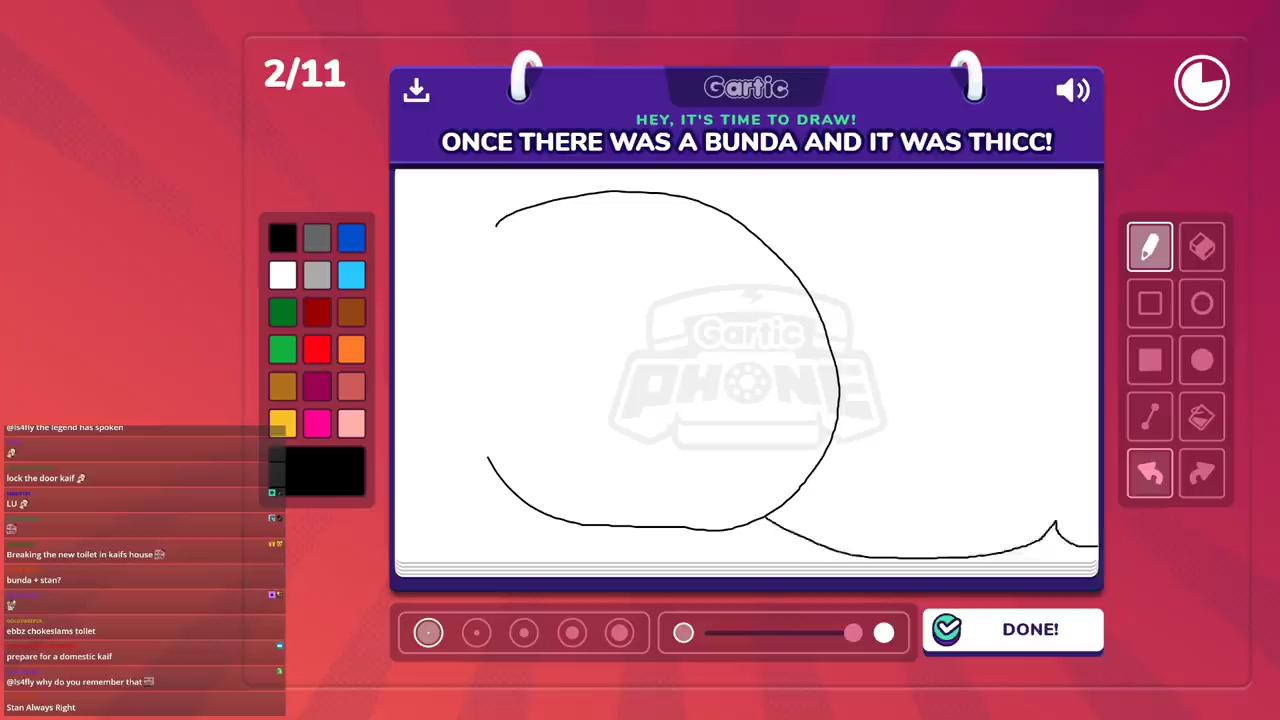 2/11
Gartic
HEY, IT'S TIME TO DRAW!
ONCE THERE WAS A BUNDA AND IT WAS THICC!
Gartic
PHONE
@ls4fly the legend has spoken
lock the door kaif
LU
Breaking the new toilet in kaifs house
bunda + stan?
ebbz chokeslams toilet
prepare for a domestic kaif
@ls4fly why do you remember that
Stan Always Right
DONE!